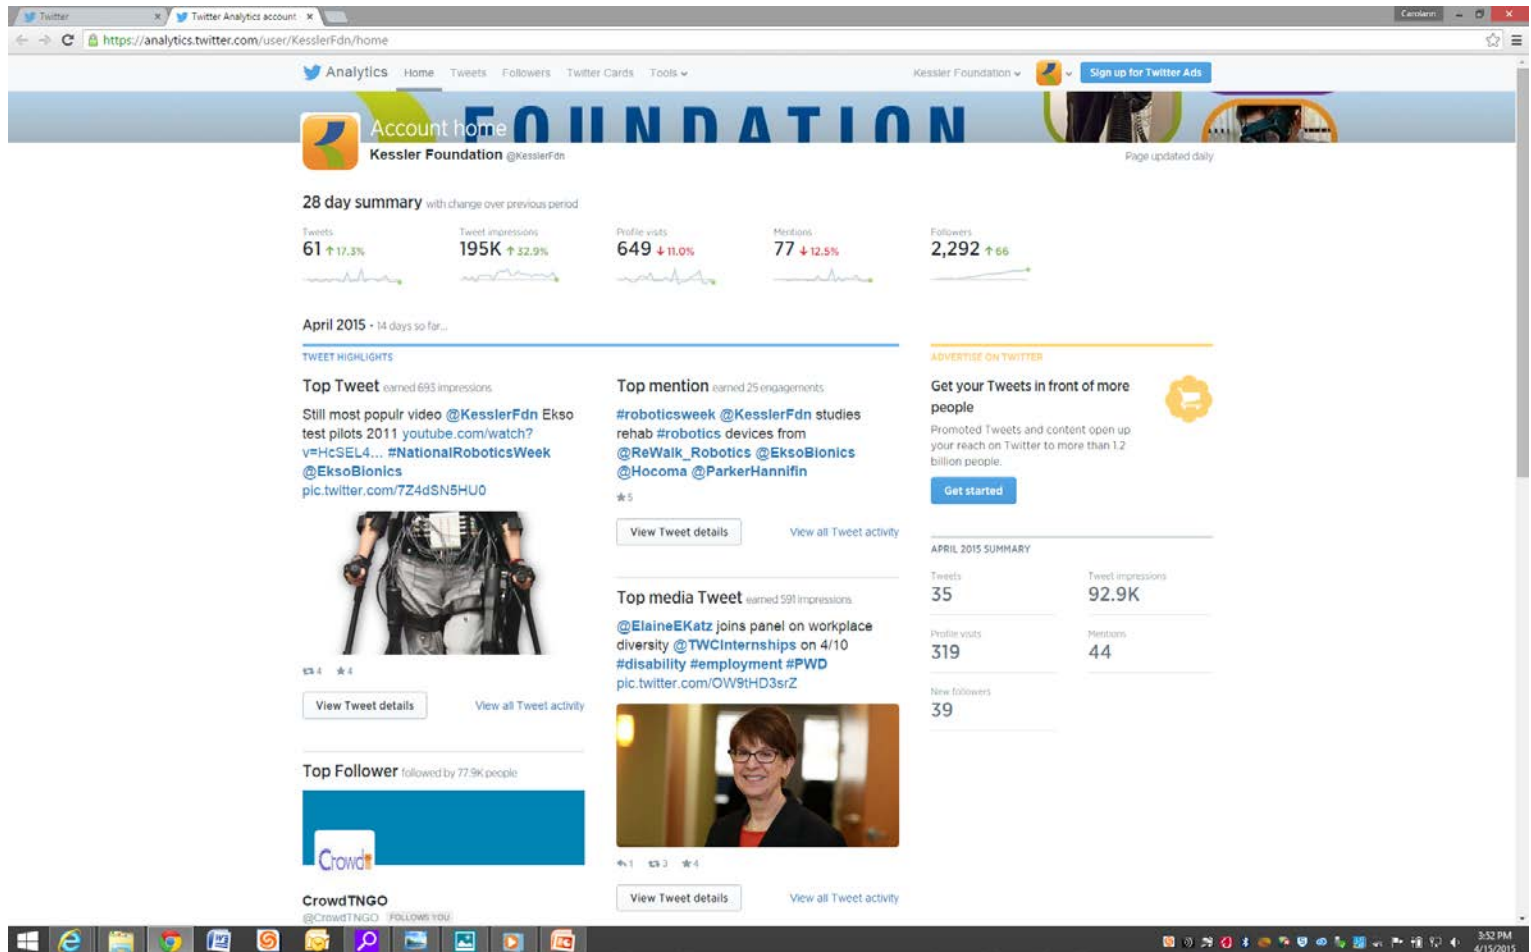 Twitter
Twitter Analytics account
Carolann
https://analytics.twitter.com/user/KesslerFdn/home
Analytics Home Tweets Followers Twitter Cards Tools
Kessler Foundation
Sign up for Twitter Ads
FOUNDATION
Account home
Kessler Foundation @KesslerFdn
Page updated daily
28 day summary with change over previous period
Tweets
61 ↑17.3%
Tweet impressions
195K ↑32.9%
Profile visits
649 ↓11.0%
Mentions
77 ↓12.5%
Followers
2,292 ↑66
April 2015 • 14 days so far...
TWEET HIGHLIGHTS
Top Tweet earned 693 impressions
Still most populr video @KesslerFdn Ekso
test pilots 2011 youtube.com/watch?
v=HcSEL4... #NationalRoboticsWeek
@EksoBionics
pic.twitter.com/7Z4dSN5HU0
4 4
View Tweet details View all Tweet activity
Top Follower followed by 77.9K people
Crowdt
CrowdTNGO
@CrowdTNGO FOLLOWS YOU
Top mention earned 25 engagements
#roboticsweek @KesslerFdn studies
rehab #robotics devices from
@ReWalk_Robotics @EksoBionics
@Hocoma @ParkerHannifin
5
View Tweet details View all Tweet activity
Top media Tweet earned 591 impressions
@ElaineEKatz joins panel on workplace
diversity @TWCInternships on 4/10
#disability #employment #PWD
pic.twitter.com/OW9tHD3srZ
1 3 4
View Tweet details View all Tweet activity
ADVERTISE ON TWITTER
Get your Tweets in front of more
people
Promoted Tweets and content open up
your reach on Twitter to more than 1.2
billion people.
Get started
APRIL 2015 SUMMARY
Tweets
35
Tweet impressions
92.9K
Profile visits
319
Mentions
44
New followers
39
3:52 PM
4/15/2015